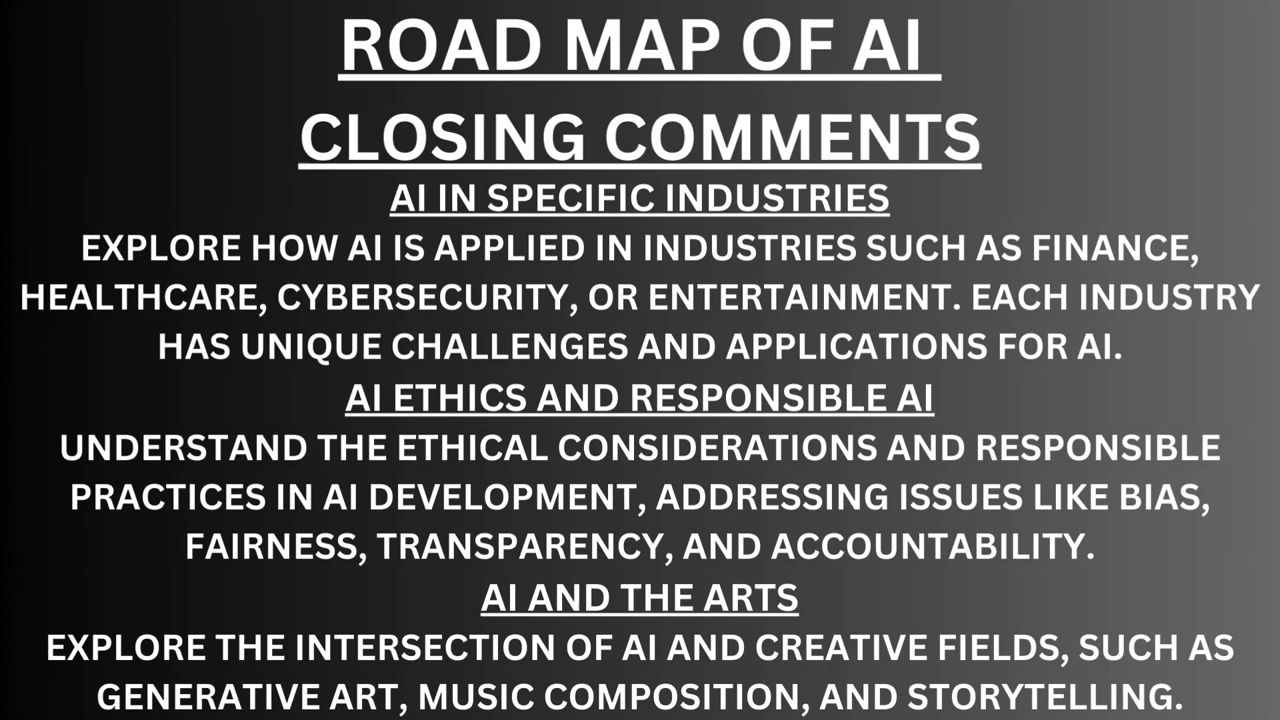 ROAD MAP OF AI
CLOSING COMMENTS
AI IN SPECIFIC INDUSTRIES
EXPLORE HOW AI IS APPLIED IN INDUSTRIES SUCH AS FINANCE,
HEALTHCARE, CYBERSECURITY, OR ENTERTAINMENT. EACH INDUSTRY
HAS UNIQUE CHALLENGES AND APPLICATIONS FOR AI.
AI ETHICS AND RESPONSIBLE AI
UNDERSTAND THE ETHICAL CONSIDERATIONS AND RESPONSIBLE
PRACTICES IN AI DEVELOPMENT, ADDRESSING ISSUES LIKE BIAS,
FAIRNESS, TRANSPARENCY, AND ACCOUNTABILITY.
AI AND THE ARTS
EXPLORE THE INTERSECTION OF AI AND CREATIVE FIELDS, SUCH AS
GENERATIVE ART, MUSIC COMPOSITION, AND STORYTELLING.